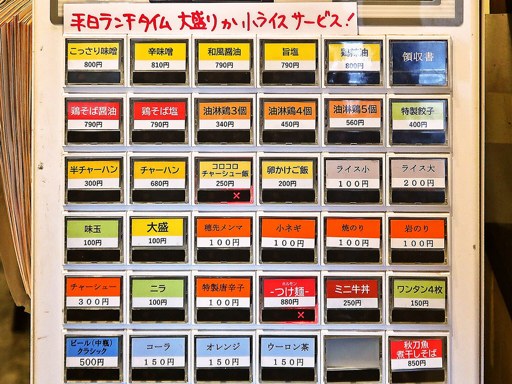 平日ランチタイム 大盛りか小ライスサービス!
こっさり味噌
800円
辛味噌
810円
和風醤油
790円
旨塩
790円
800円
領収書
鶏そば醤油
790円
鶏そば塩
790円
油淋鶏3個
340円
油淋鶏4個
450円
油淋鶏5個
560円
特製餃子
400円
半チャーハン
300円
チャーハン
680円
コロコロ
チャーシュー飯
250円
×
卵かけご飯
200円
ライス小
100円
ライス大
200円
味玉
100円
大盛
100円
穂先メンマ
100円
小ネギ
100円
焼のり
100円
岩のり
100円
チャーシュー
300円
ニラ
100円
特製唐辛子
100円
-つけ麺-
880円
×
ミニ牛丼
250円
ワンタン4枚
150円
ビール(中瓶)
クラシック
500円
コーラ
150円
オレンジ
150円
ウーロン茶
150円
秋刀魚
煮干しそば
850円